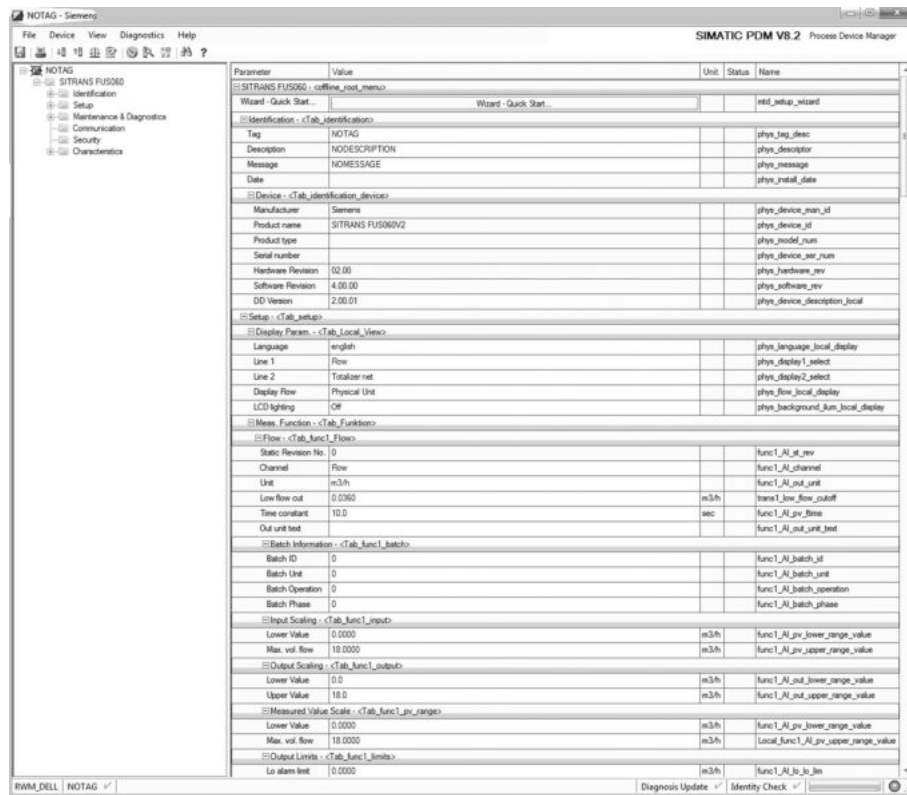 NOTAG - Siemens
File Device View Diagnostics Help
SIMATIC PDM V8.2 Process Device Manager
NOTAG
SITRANS FUS060
Identification
Setup
Maintenance & Diagnostics
Communication
Security
Characteristics
Parameter Value Unit Status Name
SITRANS FUS060 - <offline_root_menu>
Wizard - Quick Start... Wizard - Quick Start... mtd_setup_wizard
Identification - <Tab_identification>
Tag NOTAG phys_tag_desc
Description NODESCRIPTION phys_descriptor
Message NOMESSAGE phys_message
Date phys_install_date
Device - <Tab_identification_device>
Manufacturer Siemens phys_device_man_id
Product name SITRANS FUS060V2 phys_device_id
Product type phys_model_num
Serial number phys_device_ser_num
Hardware Revision 02.00 phys_hardware_rev
Software Revision 4.00.00 phys_software_rev
DD Version 2.00.01 phys_device_description_local
Setup - <Tab_setup>
Display Param. - <Tab_Local_View>
Language english phys_language_local_display
Line 1 Flow phys_display1_select
Line 2 Totalizer net phys_display2_select
Display Flow Physical Unit phys_flow_local_display
LCD lighting Off phys_background_ilum_local_display
Meas. Function - <Tab_Funktion>
Flow - <Tab_func1_Flow>
Static Revision No. 0 func1_AI_st_rev
Channel Flow func1_AI_channel
Unit m3/h func1_AI_out_unit
Low flow cut 0.0360 m3/h trans1_low_flow_cutoff
Time constant 10.0 sec func1_AI_pv_ftime
Out unit text func1_AI_out_unit_text
Batch Information - <Tab_func1_batch>
Batch ID 0 func1_AI_batch_id
Batch Unit 0 func1_AI_batch_unit
Batch Operation 0 func1_AI_batch_operation
Batch Phase 0 func1_AI_batch_phase
Input Scaling - <Tab_func1_input>
Lower Value 0.0000 m3/h func1_AI_pv_lower_range_value
Max. vol. flow 18.0000 m3/h func1_AI_pv_upper_range_value
Output Scaling - <Tab_func1_output>
Lower Value 0.0 m3/h func1_AI_out_lower_range_value
Upper Value 18.0 m3/h func1_AI_out_upper_range_value
Measured Value Scale - <Tab_func1_pv_range>
Lower Value 0.0000 m3/h func1_AI_pv_lower_range_value
Max. vol. flow 18.0000 m3/h Local_func1_AI_pv_upper_range_value
Output Limits - <Tab_func1_limits>
Lo alarm limit 0.0000 m3/h func1_AI_lo_lo_lim
RWM_DELL NOTAG Diagnosis Update Identity Check